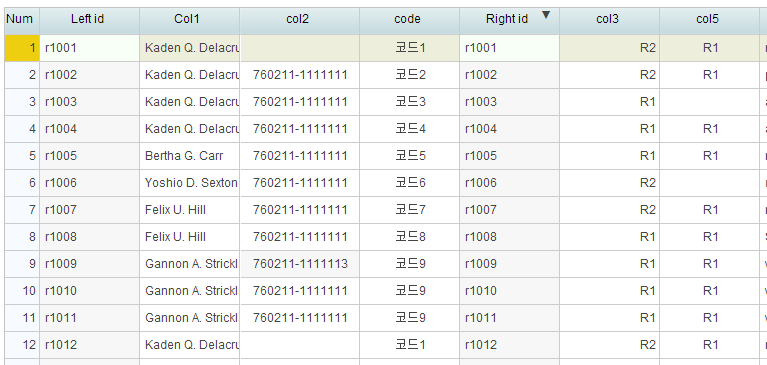 Num Left id Col1 col2 code Right id ▼ col3 col5
1 r1001 Kaden Q. Delacru 코드1 r1001 R2 R1
2 r1002 Kaden Q. Delacru 760211-1111111 코드2 r1002 R2 R1
3 r1003 Kaden Q. Delacru 760211-1111111 코드3 r1003 R1
4 r1004 Kaden Q. Delacru 760211-1111111 코드4 r1004 R1 R1
5 r1005 Bertha G. Carr 760211-1111111 코드5 r1005 R1 R1
6 r1006 Yoshio D. Sexton 760211-1111111 코드6 r1006 R2
7 r1007 Felix U. Hill 760211-1111111 코드7 r1007 R2 R1
8 r1008 Felix U. Hill 760211-1111111 코드8 r1008 R1 R1
9 r1009 Gannon A. Strickl 760211-1111113 코드9 r1009 R1 R1
10 r1010 Gannon A. Strickl 760211-1111111 코드9 r1010 R1 R1
11 r1011 Gannon A. Strickl 760211-1111111 코드9 r1011 R1 R1
12 r1012 Kaden Q. Delacru 코드1 r1012 R2 R1